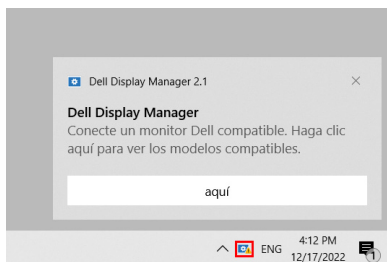 Dell Display Manager 2.1
Dell Display Manager
Conecte un monitor Dell compatible. Haga clic
aquí para ver los modelos compatibles.
aquí
ENG
4:12 PM
12/17/2022
1